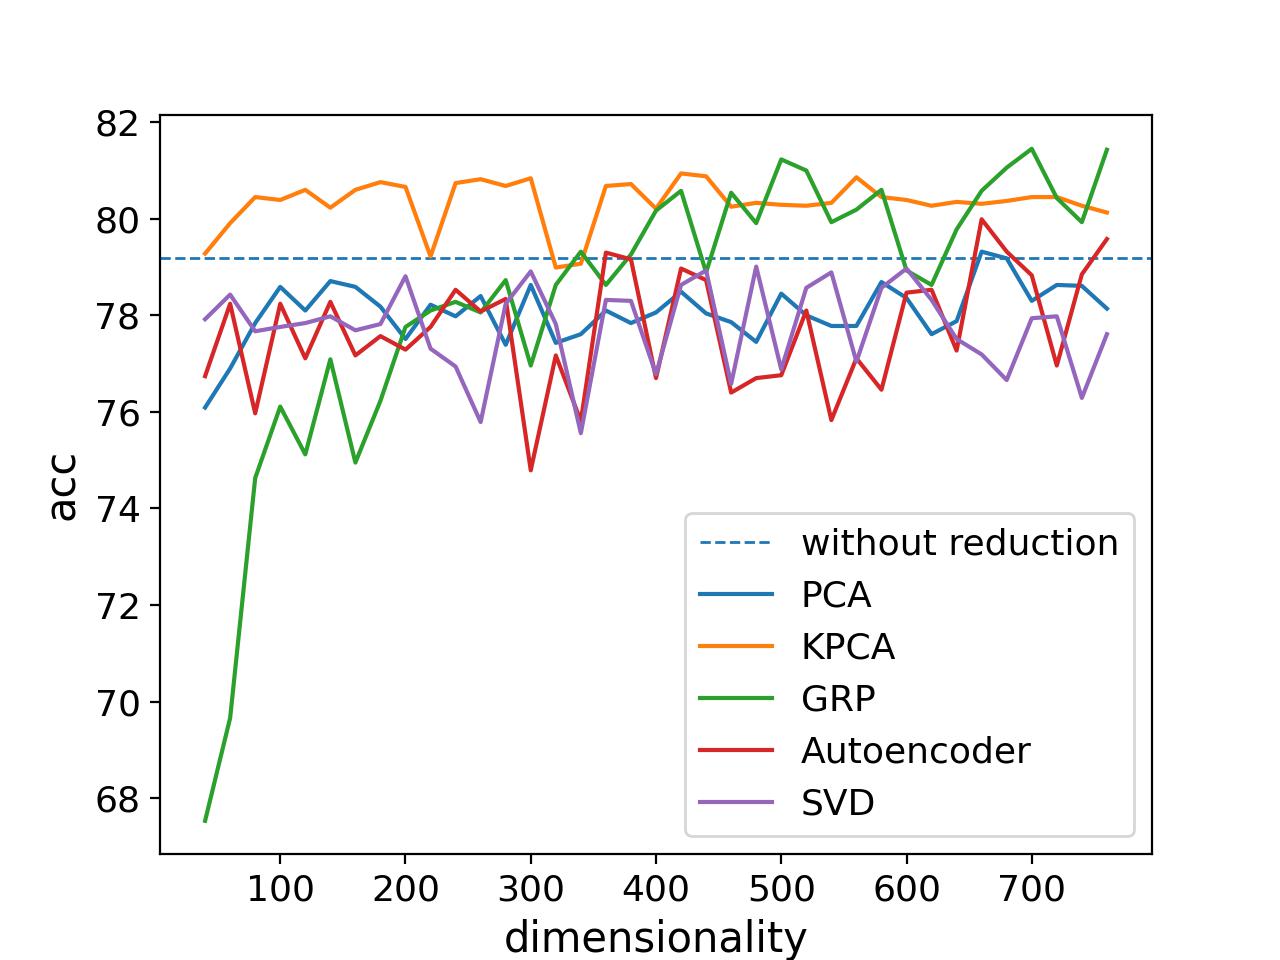 82
80
78
76
74
72
70
68
acc
without reduction
PCA
KPCA
GRP
Autoencoder
SVD
100 200 300 400 500 600 700
dimensionality